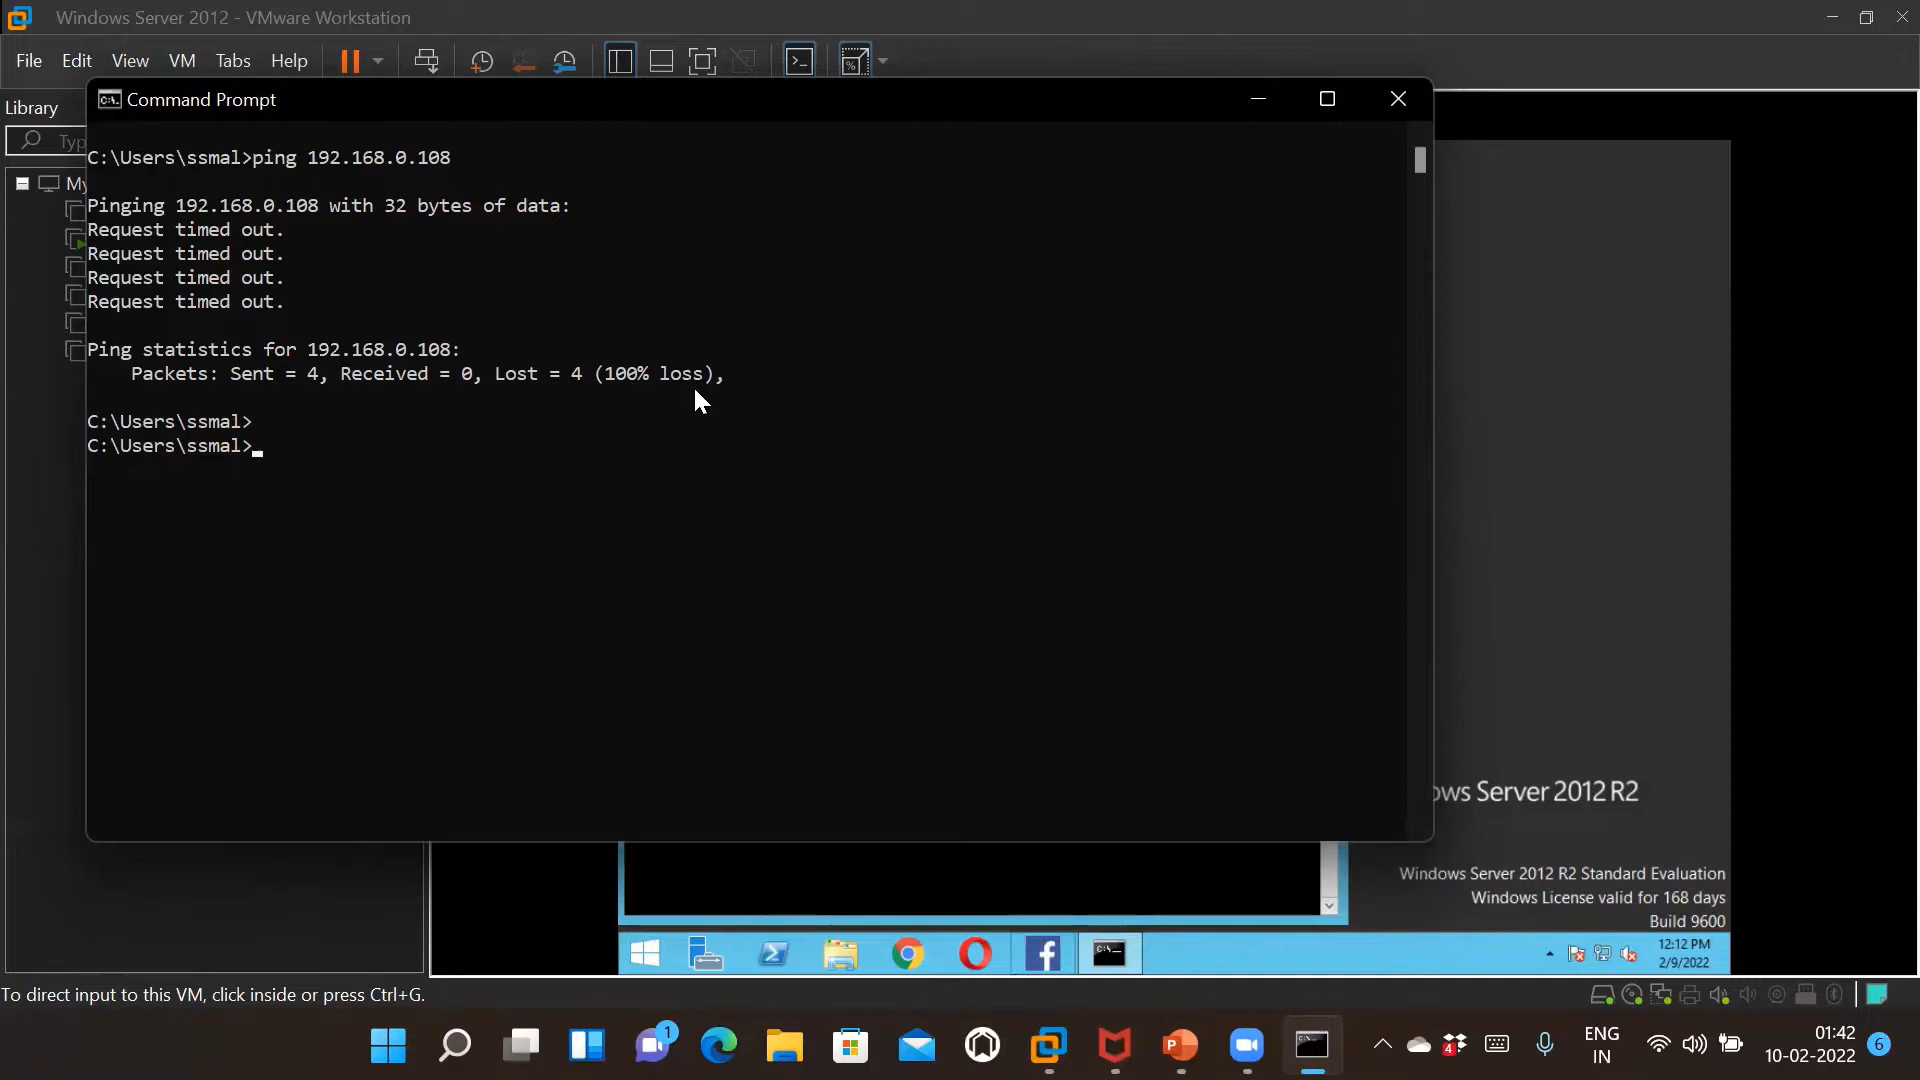 Windows Server 2012 - VMware Workstation
File Edit View VM Tabs Help
Library
Typ
My
Command Prompt
C:\Users\ssmal>ping 192.168.0.108
Pinging 192.168.0.108 with 32 bytes of data:
Request timed out.
Request timed out.
Request timed out.
Request timed out.
Ping statistics for 192.168.0.108:
Packets: Sent = 4, Received = 0, Lost = 4 (100% loss),
C:\Users\ssmal>
C:\Users\ssmal>
ows Server 2012 R2
Windows Server 2012 R2 Standard Evaluation
Windows License valid for 168 days
Build 9600
12:12 PM
2/9/2022
To direct input to this VM, click inside or press Ctrl+G.
1
4
ENG
IN
01:42
10-02-2022
6